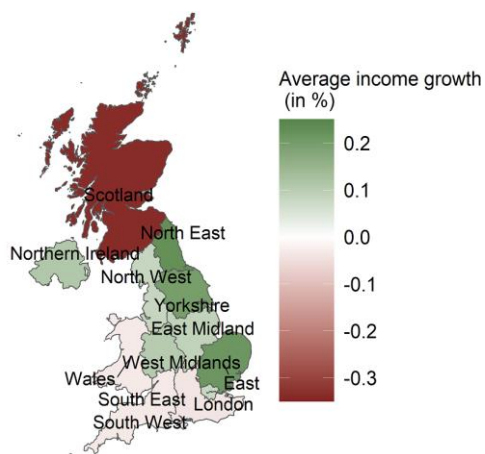 Average income growth
(in %)
0.2
0.1
0.0
-0.1
-0.2
-0.3
Scotland
North East
Northern Ireland
North West
Yorkshire
East Midland
West Midlands
Wales
East
South East
London
South West